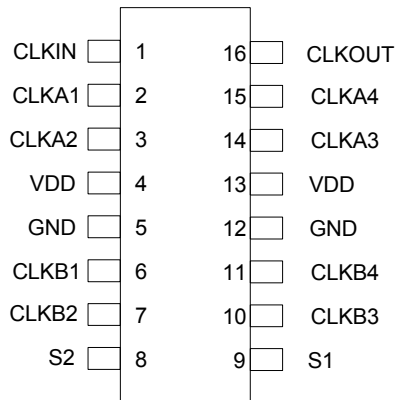 CLKIN 1 16 CLKOUT
CLKA1 2 15 CLKA4
CLKA2 3 14 CLKA3
VDD 4 13 VDD
GND 5 12 GND
CLKB1 6 11 CLKB4
CLKB2 7 10 CLKB3
S2 8 9 S1